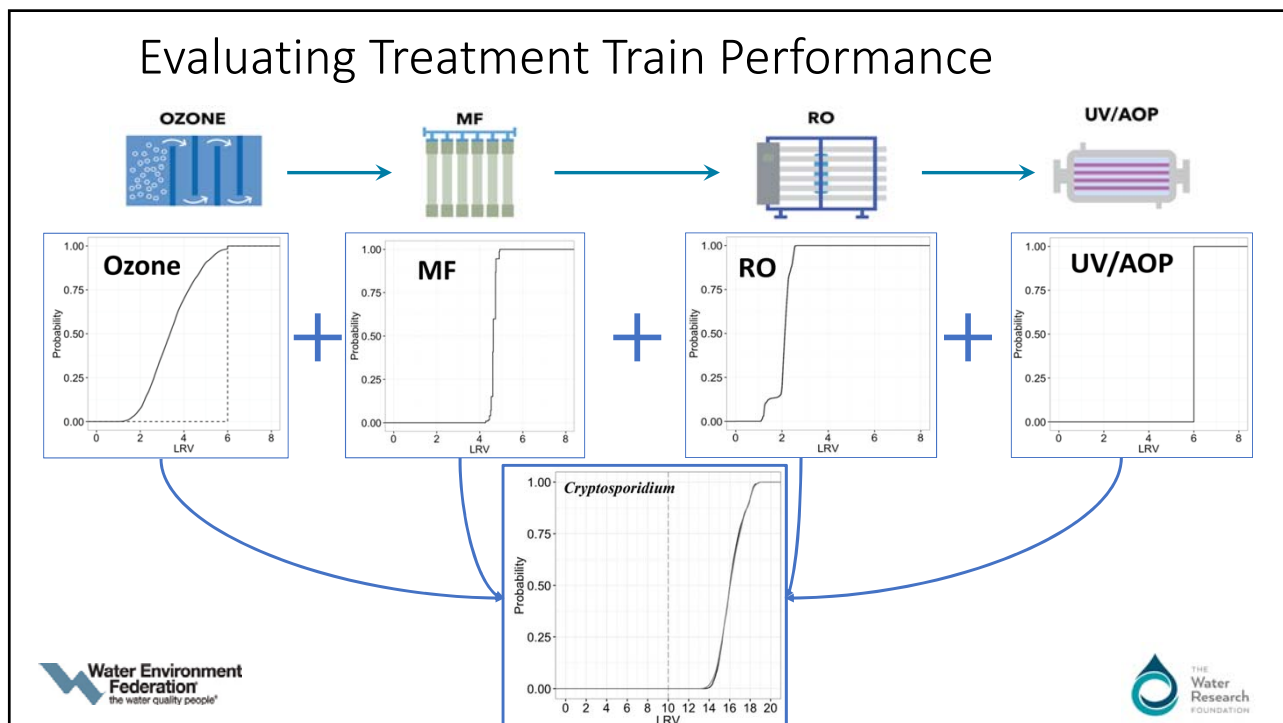 Evaluating Treatment Train Performance
OZONE
MF
RO
UV/AOP
Ozone
1.00
0.75
0.50
0.25
0.00
Probability
0 2 4 6 8
LRV
+
MF
1.00
0.75
0.50
0.25
0.00
Probability
0 2 4 6 8
LRV
+
RO
1.00
0.75
0.50
0.25
0.00
Probability
0 2 4 6 8
LRV
+
UV/AOP
1.00
0.75
0.50
0.25
0.00
Probability
0 2 4 6 8
LRV
Cryptosporidium
1.00
0.75
0.50
0.25
0.00
Probability
0 2 4 6 8 10 12 14 16 18 20
LRV
Water Environment
Federation®
the water quality people®
THE
Water
Research
FOUNDATION